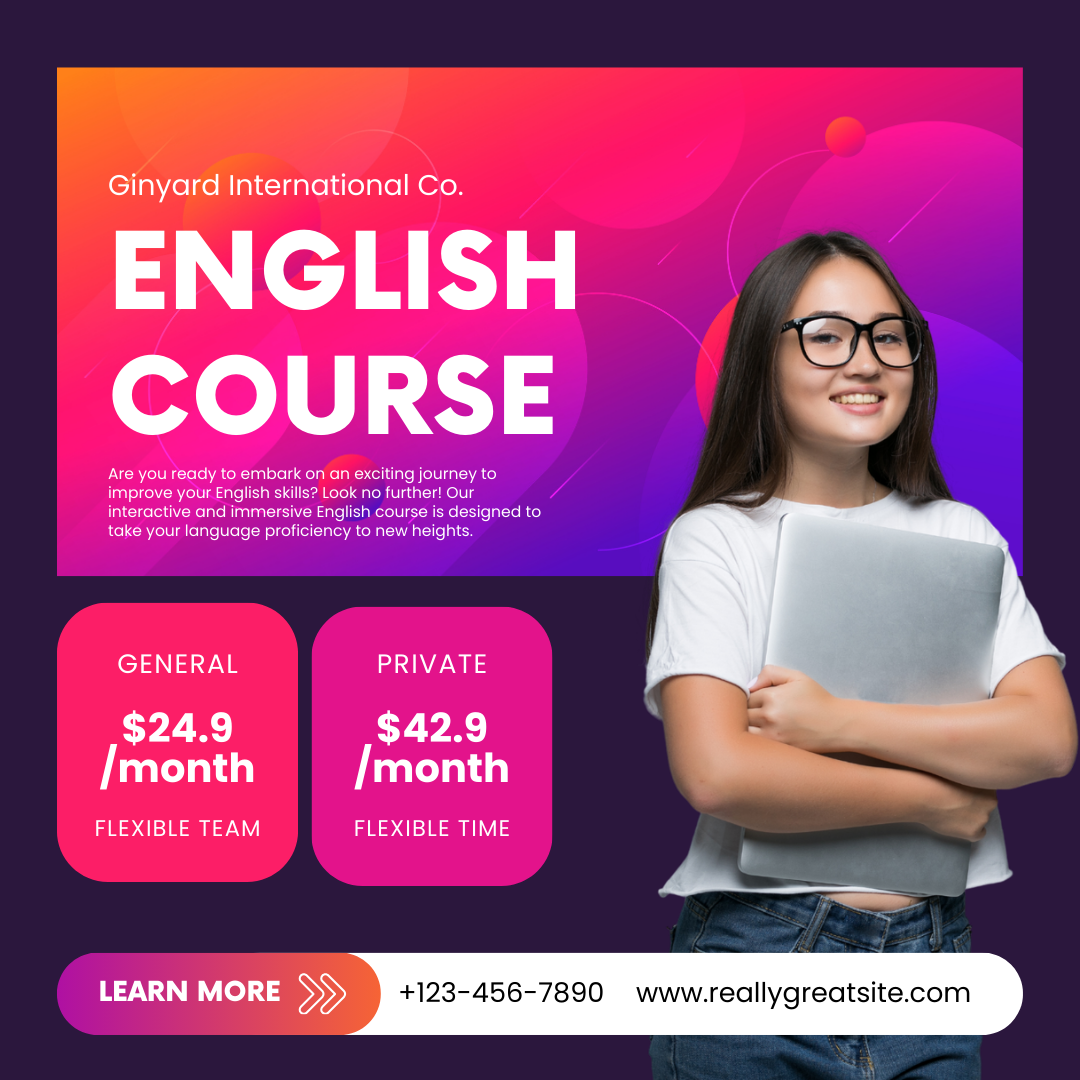 Ginyard International Co.
ENGLISH
COURSE
Are you ready to embark on an exciting journey to
improve your English skills? Look no further! Our
interactive and immersive English course is designed to
take your language proficiency to new heights.
GENERAL
$24.9
/month
FLEXIBLE TEAM
PRIVATE
$42.9
/month
FLEXIBLE TIME
LEARN MORE
+123-456-7890
www.reallygreatsite.com